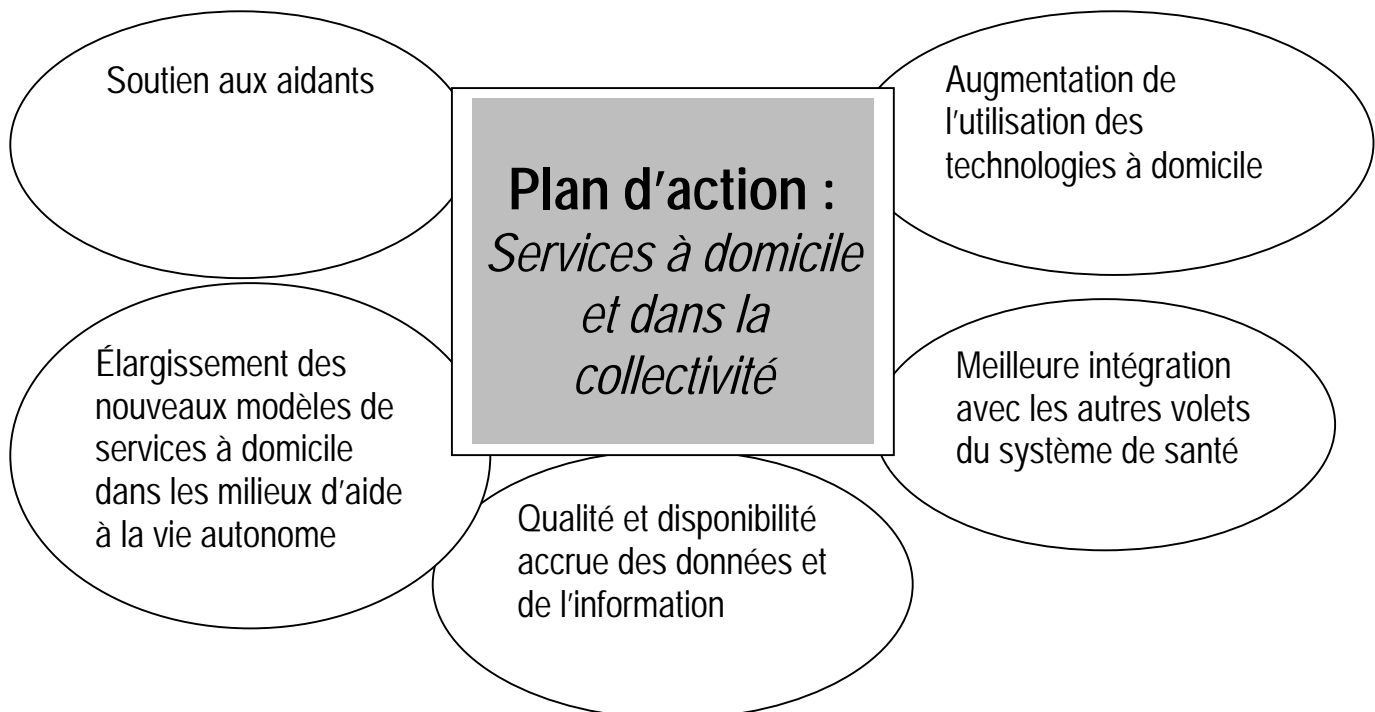 Soutien aux aidants
Plan d'action :
Services à domicile
et dans la
collectivité
Augmentation de
l'utilisation des
technologies à domicile
Élargissement des
nouveaux modèles de
services à domicile
dans les milieux d'aide
à la vie autonome
Meilleure intégration
avec les autres volets
du système de santé
Qualité et disponibilité
accrue des données et
de l'information